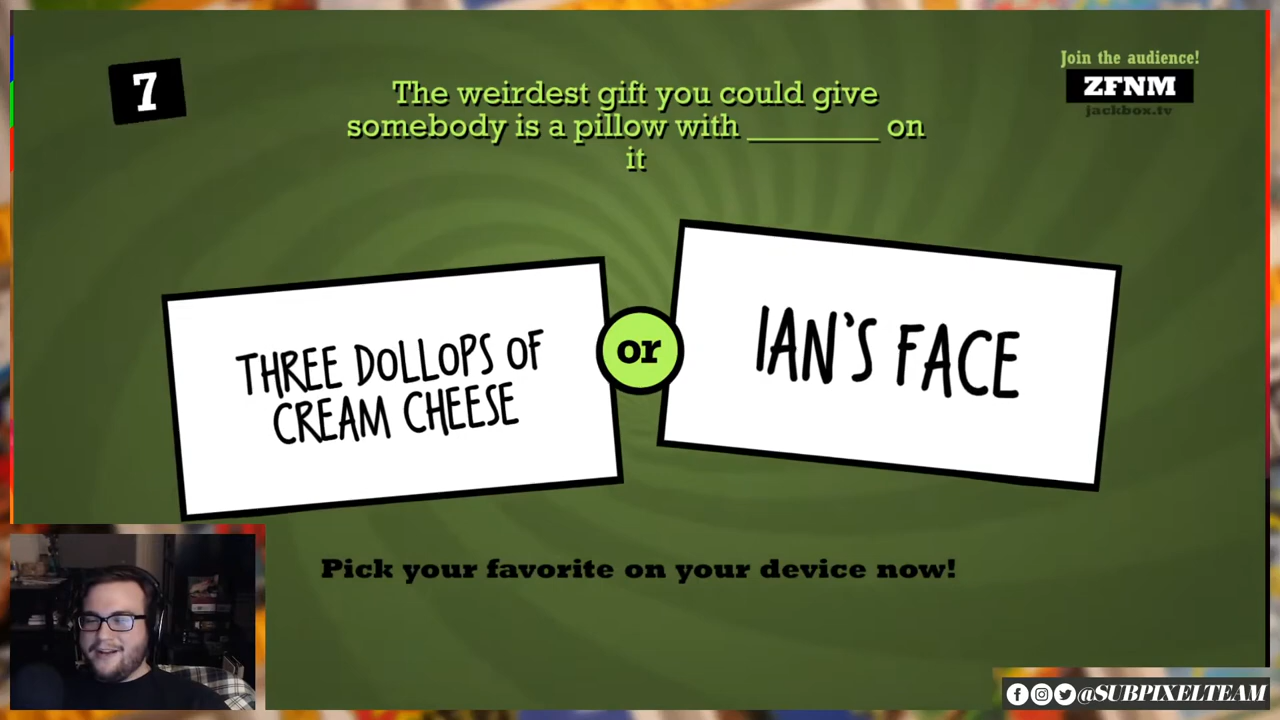 7
The weirdest gift you could give
somebody is a pillow with ________ on
it
Join the audience!
ZFNM
jackbox.tv
THREE DOLLOPS OF
CREAM CHEESE
or
IAN'S FACE
Pick your favorite on your device now!
@SUBPIXELTEAM